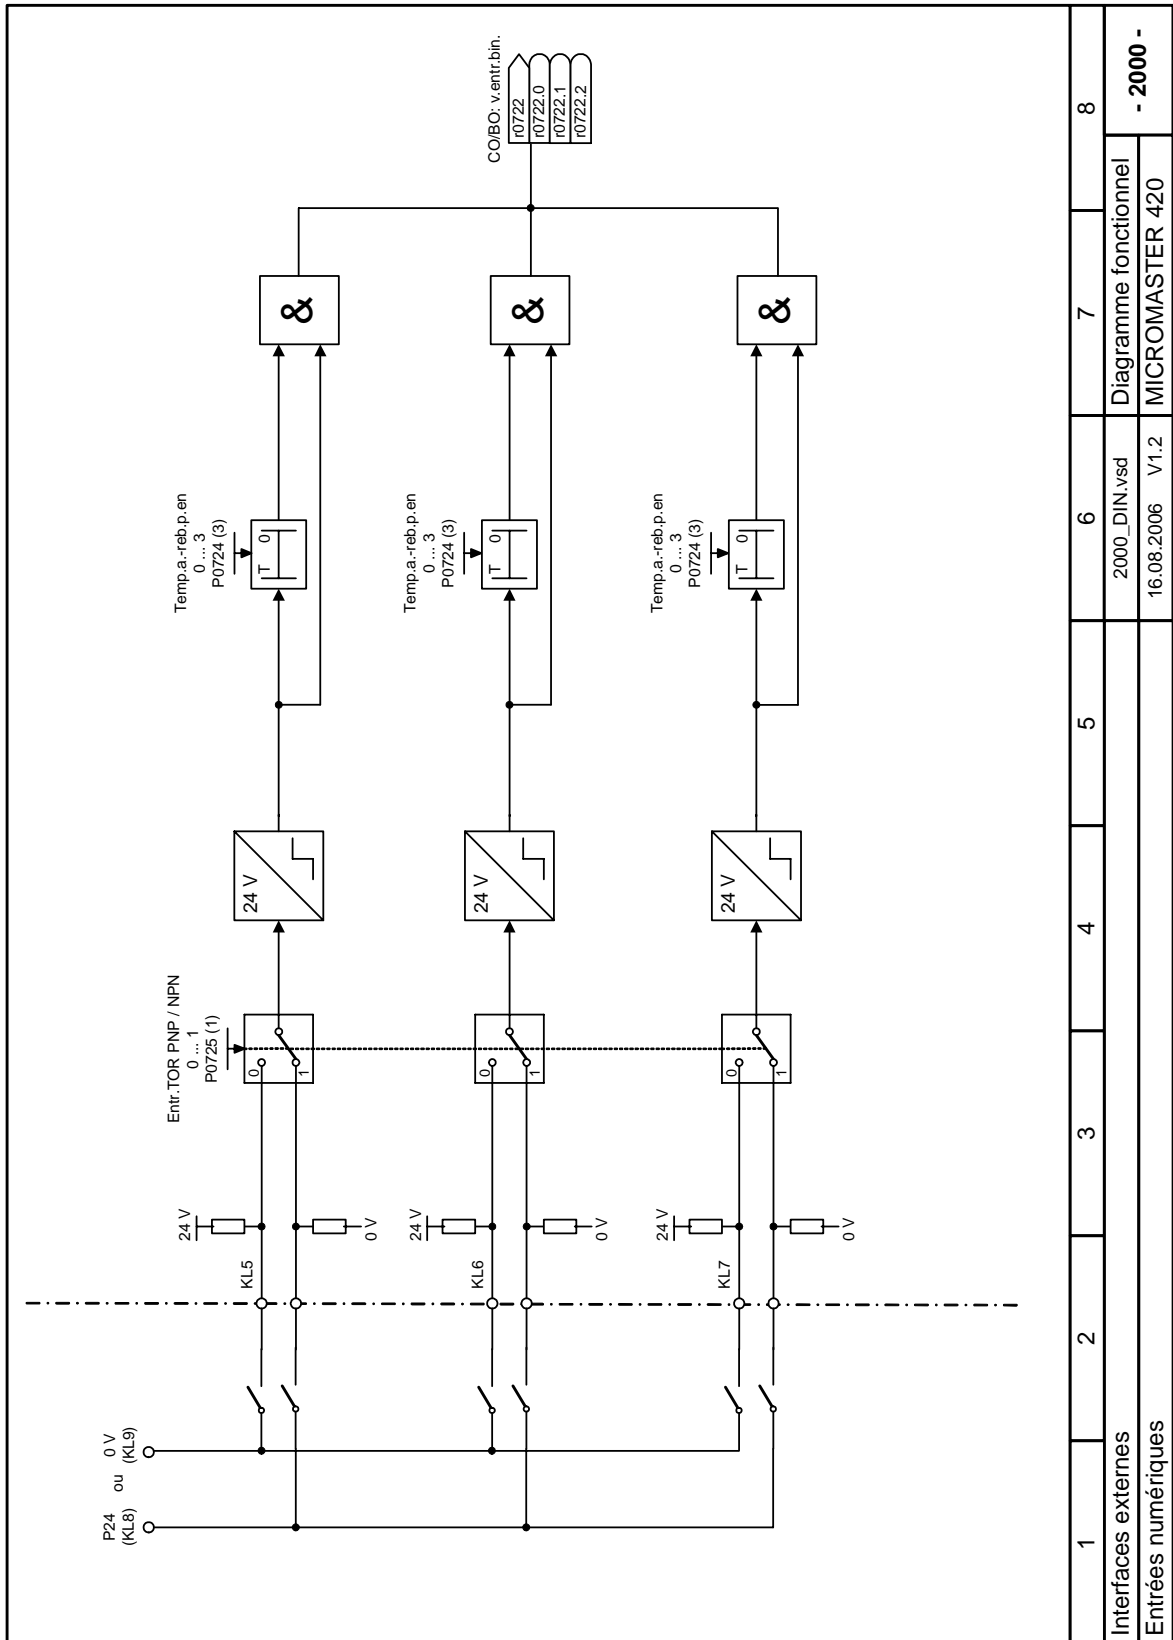 P24
(KL8)
ou
0 V
(KL9)
KL5
24 V
0 V
Entr.TOR PNP / NPN
0 ... 1
P0725 (1)
0
1
24 V
Temp.a.-reb.p.en
0 ... 3
P0724 (3)
T 0
&
KL6
24 V
0 V
0
1
24 V
Temp.a.-reb.p.en
0 ... 3
P0724 (3)
T 0
&
CO/BO: v.entr.bin.
r0722
r0722.0
r0722.1
r0722.2
KL7
24 V
0 V
0
1
24 V
Temp.a.-reb.p.en
0 ... 3
P0724 (3)
T 0
&
1 2 3 4 5 6 7 8
Interfaces externes 2000_DIN.vsd Diagramme fonctionnel - 2000 -
Entrées numériques 16.08.2006 V1.2 MICROMASTER 420